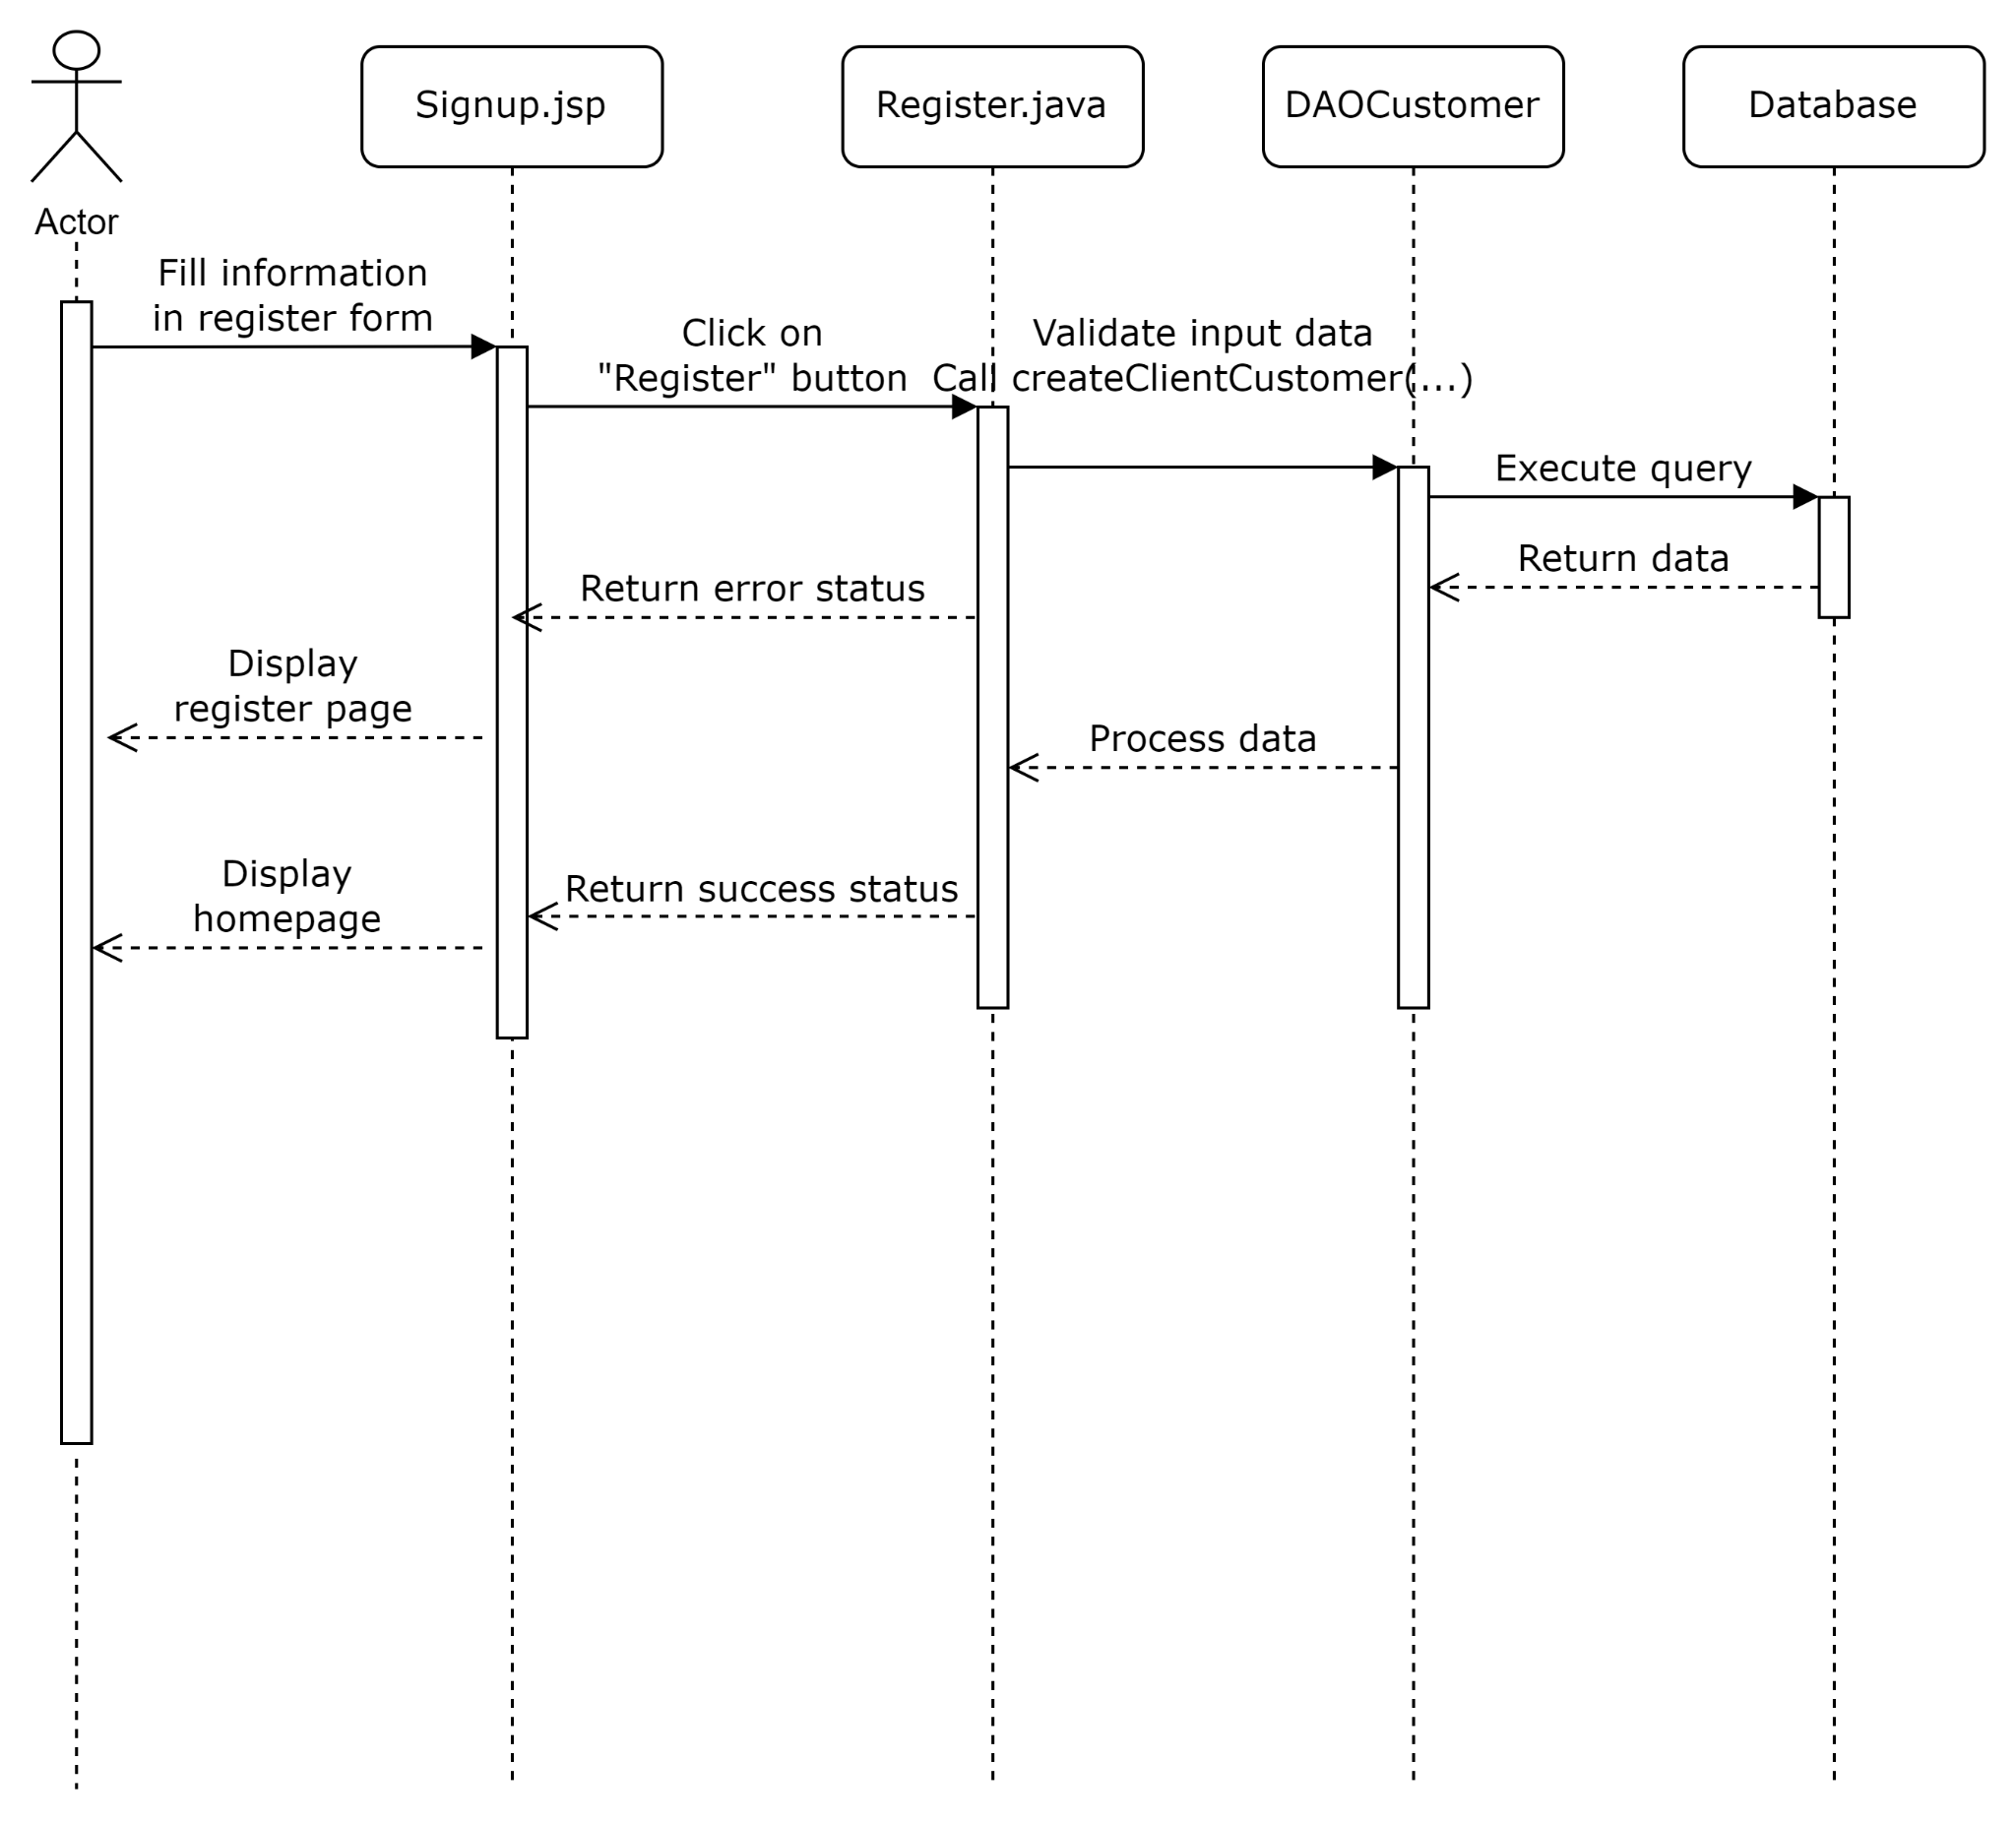 Signup.jsp
Register.java
DAOCustomer
Database
Actor
Fill information
in register form
Click on
"Register" button
Validate input data
Call createClientCustomer(...)
Execute query
Return data
Return error status
Display
register page
Process data
Display
homepage
Return success status